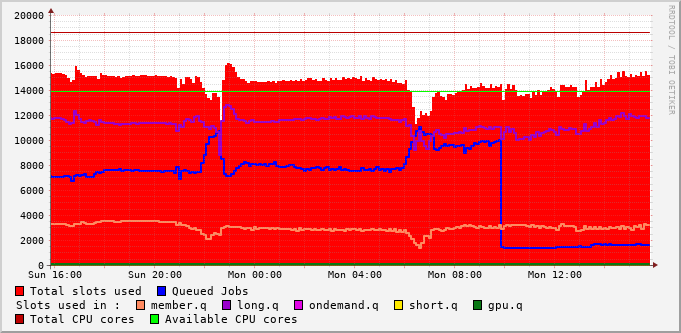 20000
18000
16000
14000
12000
10000
8000
6000
4000
2000
0
Sun 16:00 Sun 20:00 Mon 00:00 Mon 04:00 Mon 08:00 Mon 12:00
Total slots used Queued Jobs
Slots used in : member.q long.q ondemand.q short.q gpu.q
Total CPU cores Available CPU cores
RRDTOOL / TOBI OETIKER